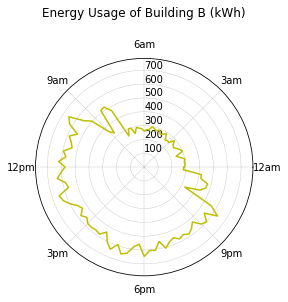 Energy Usage of Building B (kWh)
6am
9am
3am
700
600
500
400
300
200
100
12pm
12am
3pm
9pm
6pm